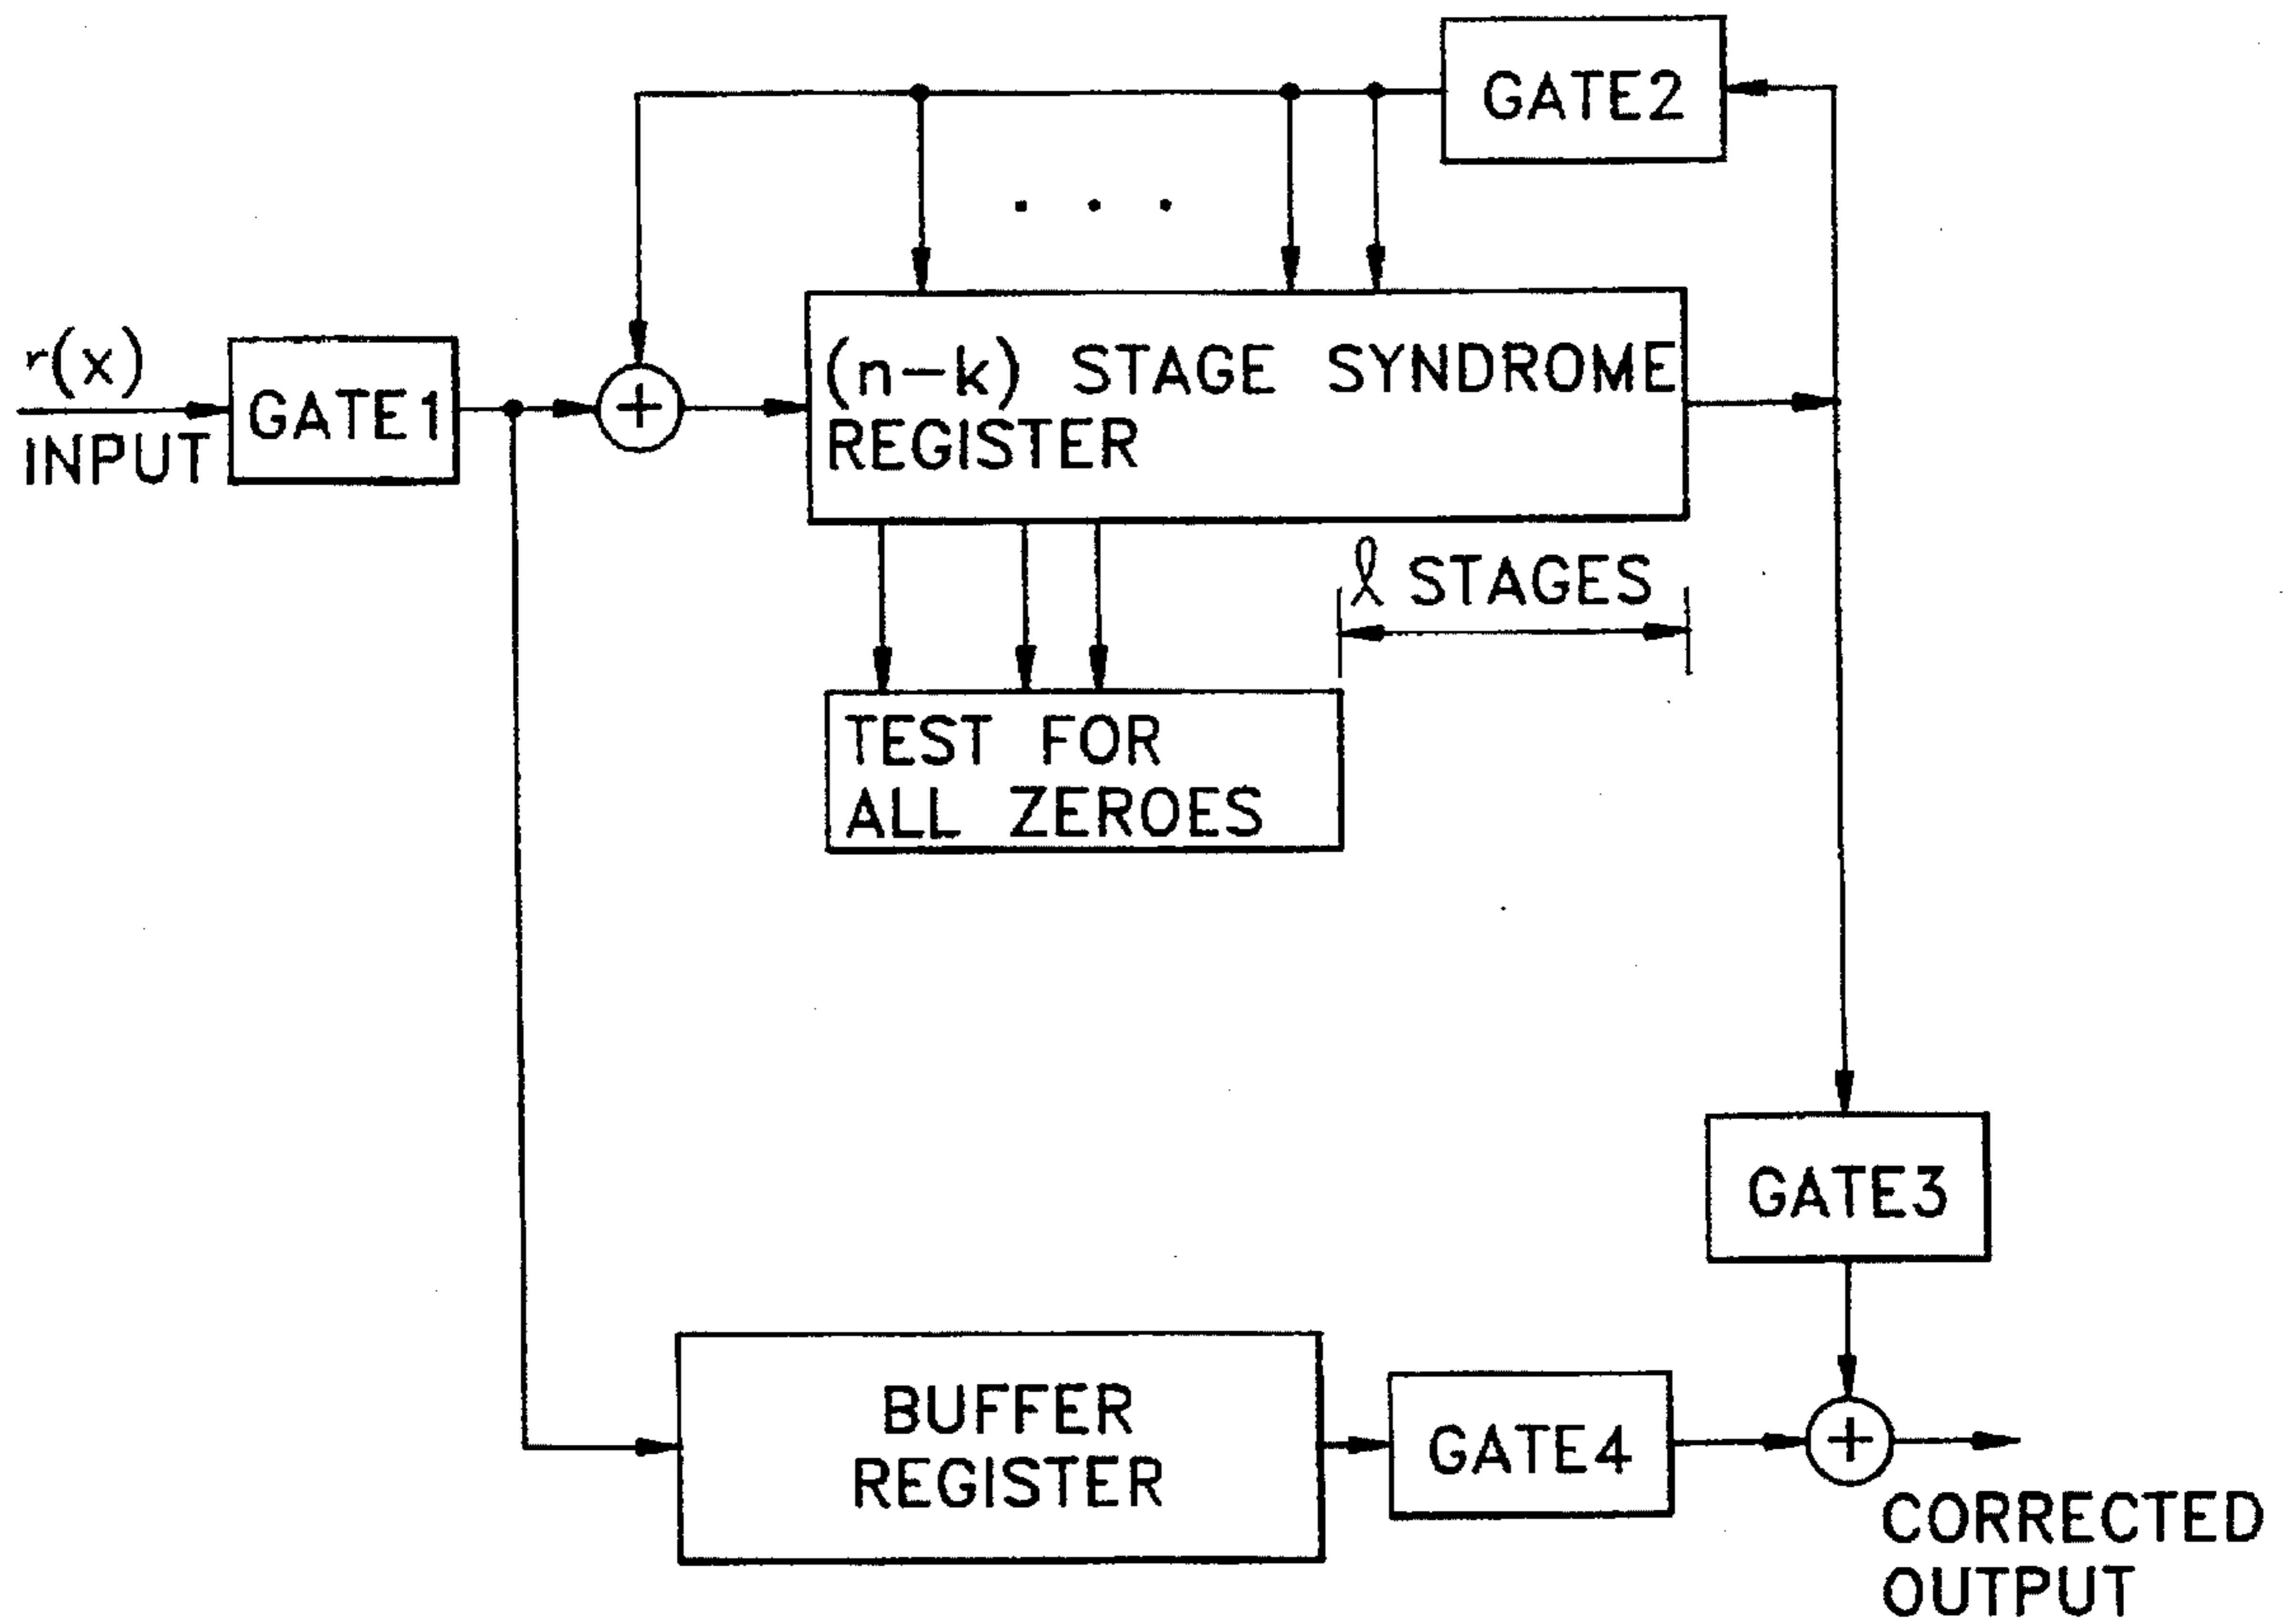 GATE2
r(x)
INPUT
GATE1
+
(n-k) STAGE SYNDROME
REGISTER
ℓ STAGES
TEST FOR
ALL ZEROES
GATE3
BUFFER
REGISTER
GATE4
+
CORRECTED
OUTPUT